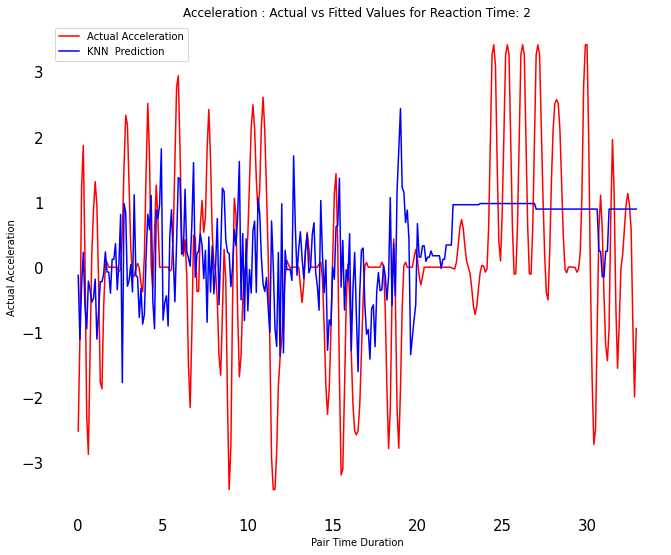 Acceleration : Actual vs Fitted Values for Reaction Time: 2
Actual Acceleration
KNN  Prediction
3
2
1
0
−1
−2
−3
Actual Acceleration
0 5 10 15 20 25 30
Pair Time Duration